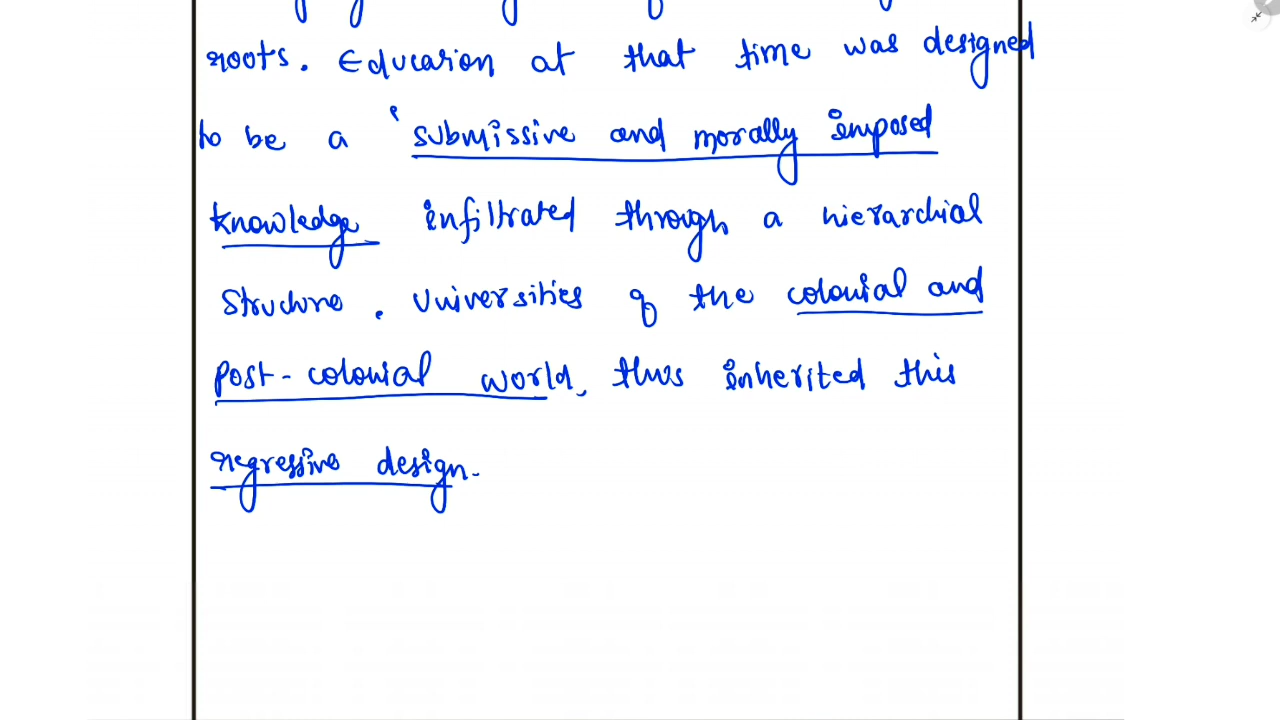 roots. Education at that time was designed
to be a 'submissive and morally imposed
knowledge infiltrated through a hierarchial
structure. Universities of the colonial and
post-colonial world, thus inherited this
regressive design.